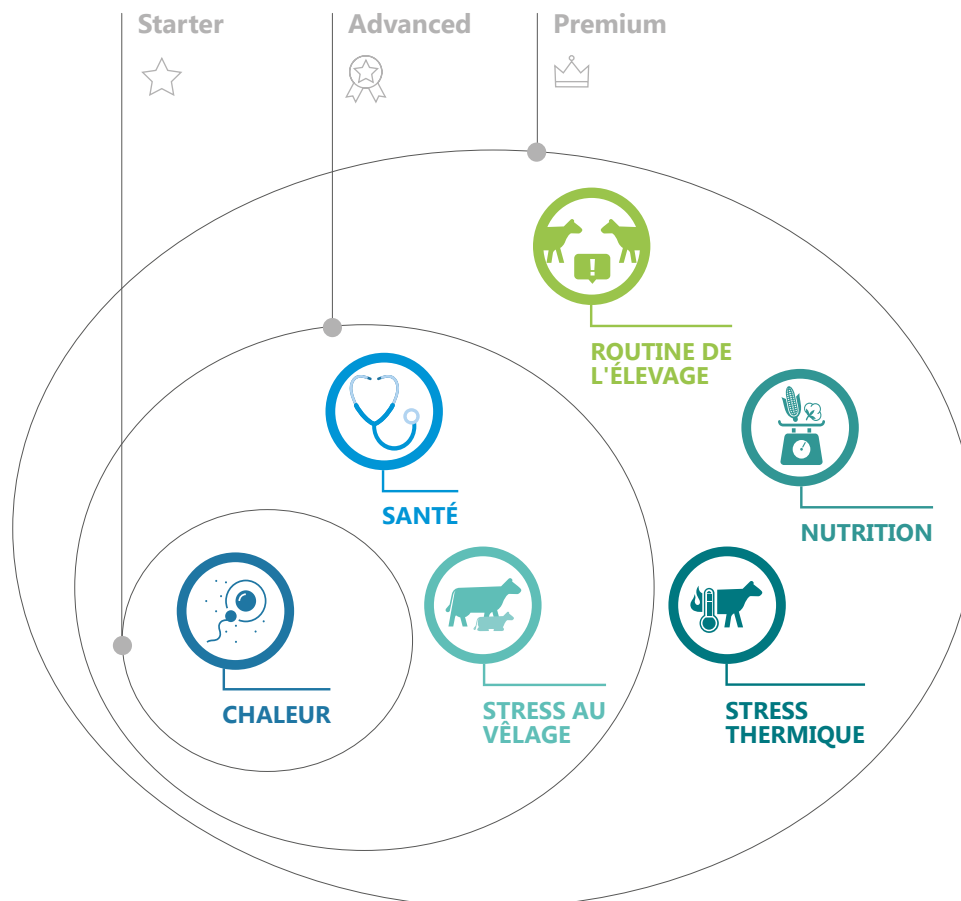 Starter
Advanced
Premium
!
ROUTINE DE
L'ÉLEVAGE
SANTÉ
NUTRITION
CHALEUR
STRESS AU
VÊLAGE
STRESS
THERMIQUE